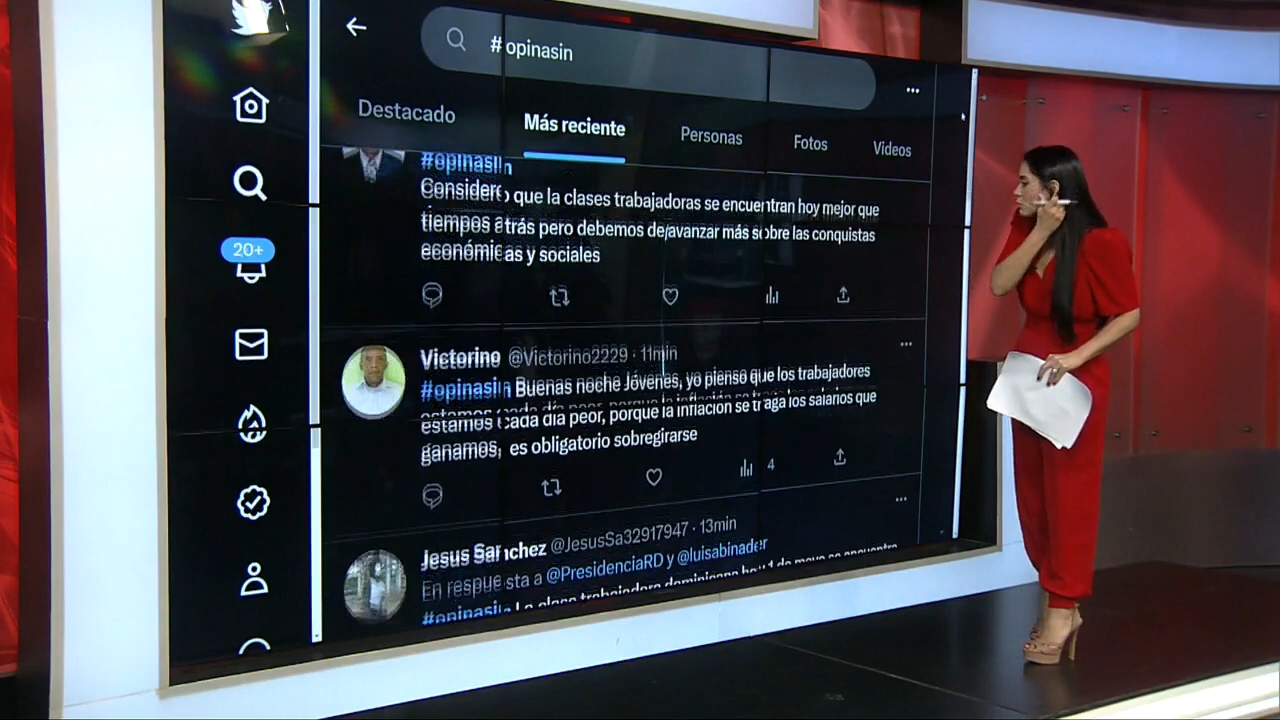 # opinasin
Destacado
Más reciente
Personas
Fotos
Videos
#opinasin
Considero que la clases trabajadoras se encuentran hoy mejor que
tiempos atrás pero debemos de/avanzar más sobre las conquistas
económicas y sociales
20+
Victorino @Victorino2229 · 11min
#opinasin Buenas noche Jóvenes, yo pienso que los trabajadores
estamos cada día peor, porque la inflación se traga los salarios que
ganamos, es obligatorio sobregirarse
4
Jesus Sanchez @JesusSa32917947 · 13min
En respuesta a @PresidenciaRD y @luisabinader
#opinasin La clase trabajadora dominicana hoy 1 de mayo se encuentra